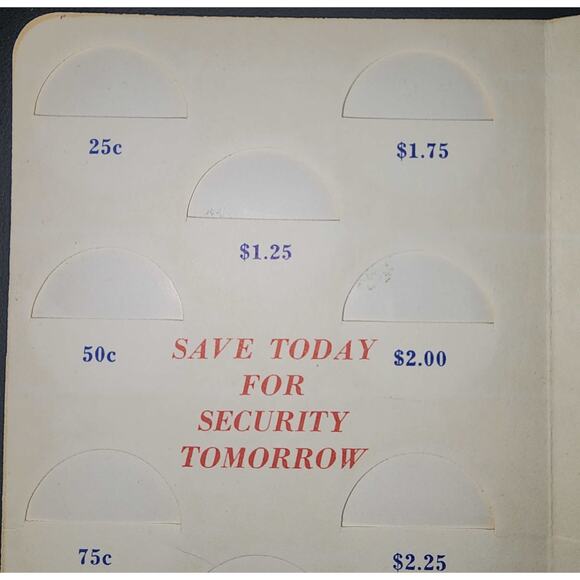 25c
$1.75
$1.25
50c
$2.00
SAVE TODAY
FOR
SECURITY
TOMORROW
75c
$2.25